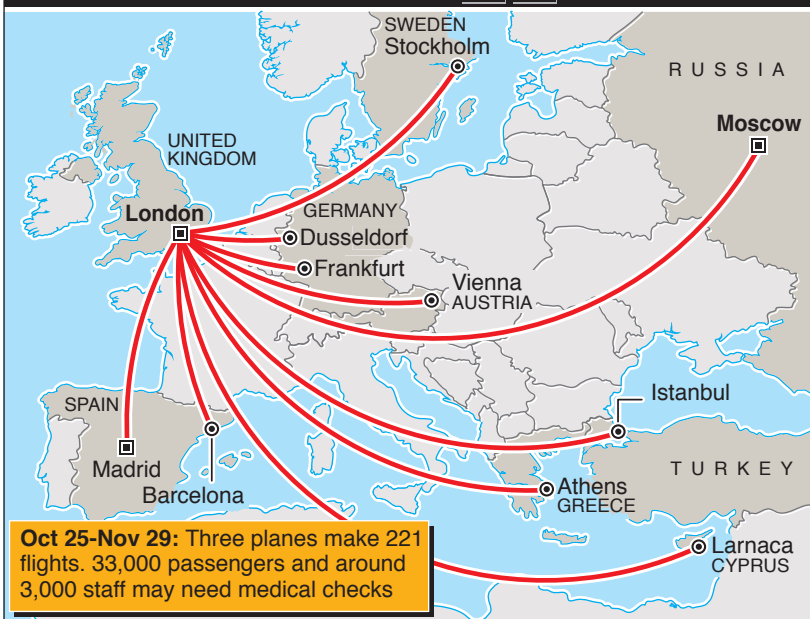 SWEDEN
Stockholm
RUSSIA
Moscow
UNITED
KINGDOM
London
GERMANY
Dusseldorf
Frankfurt
Vienna
AUSTRIA
Istanbul
SPAIN
Madrid
Barcelona
TURKEY
Athens
GREECE
Larnaca
CYPRUS
Oct 25-Nov 29: Three planes make 221
flights. 33,000 passengers and around
3,000 staff may need medical checks